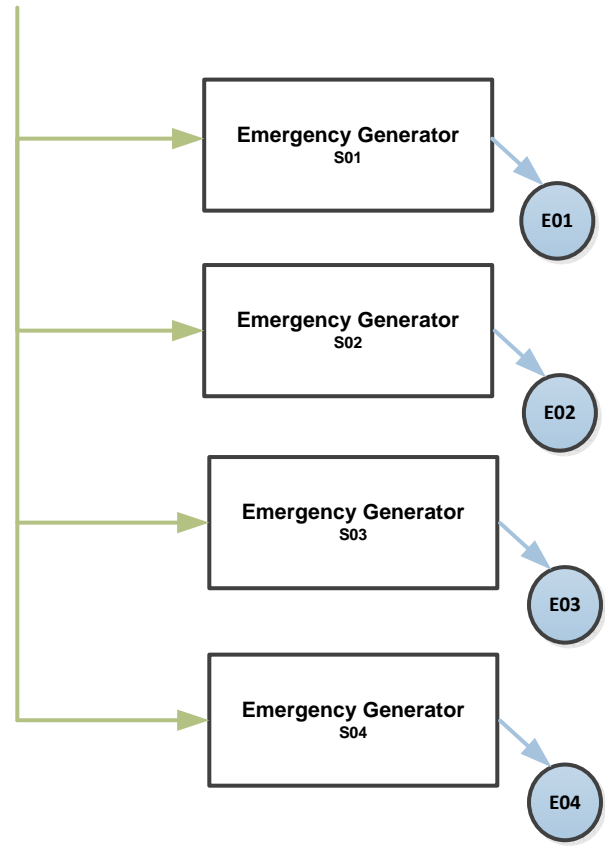 Emergency Generator
S01
E01
Emergency Generator
S02
E02
Emergency Generator
S03
E03
Emergency Generator
S04
E04